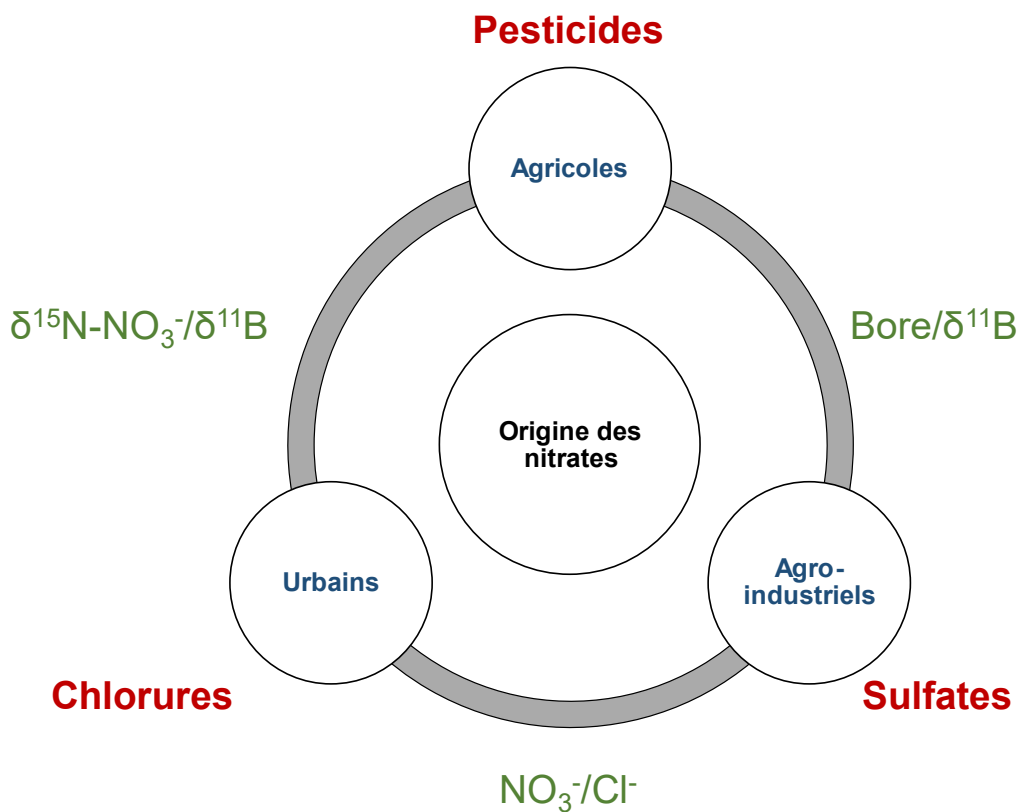 Pesticides
Agricoles
δ¹⁵N-NO₃⁻/δ¹¹B
Bore/δ¹¹B
Origine des
nitrates
Urbains
Agro-
industriels
Chlorures
Sulfates
NO₃⁻/Cl⁻